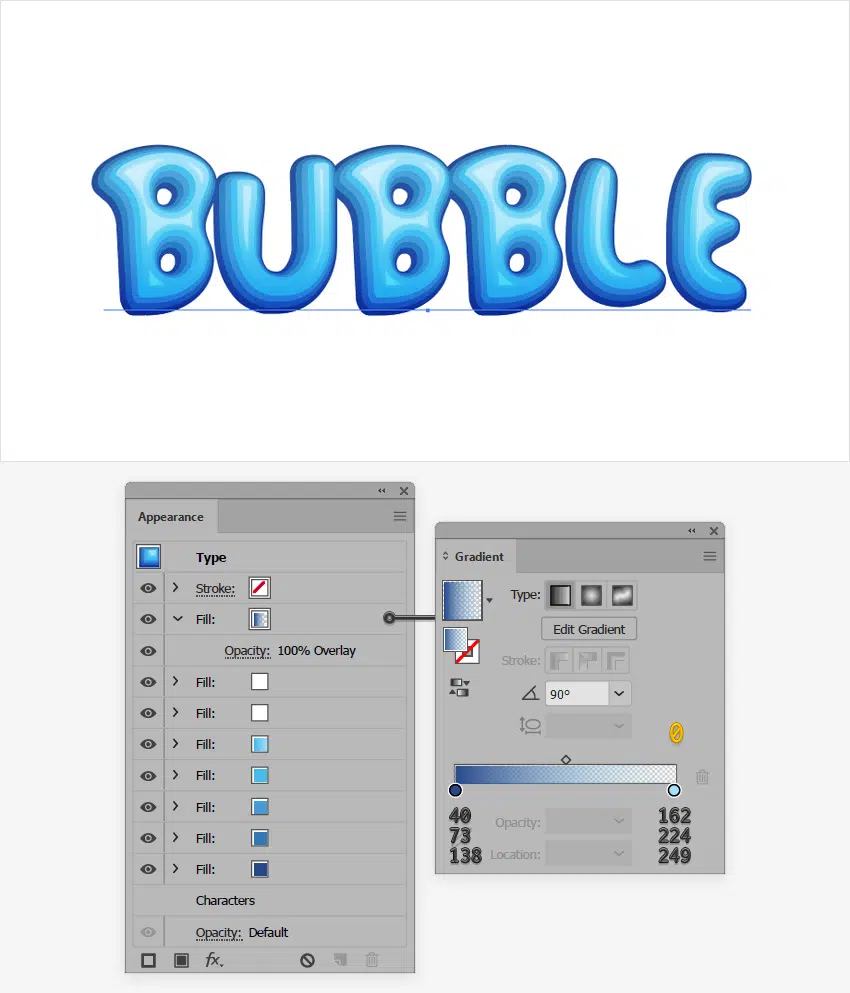 BUBBLE
Appearance
Type
Stroke:
Fill:
Opacity: 100% Overlay
Fill:
Fill:
Fill:
Fill:
Fill:
Fill:
Fill:
Characters
Opacity: Default
fx
Gradient
Type:
Edit Gradient
Stroke:
90°
0
40 162
73 Opacity: 224
138 Location: 249